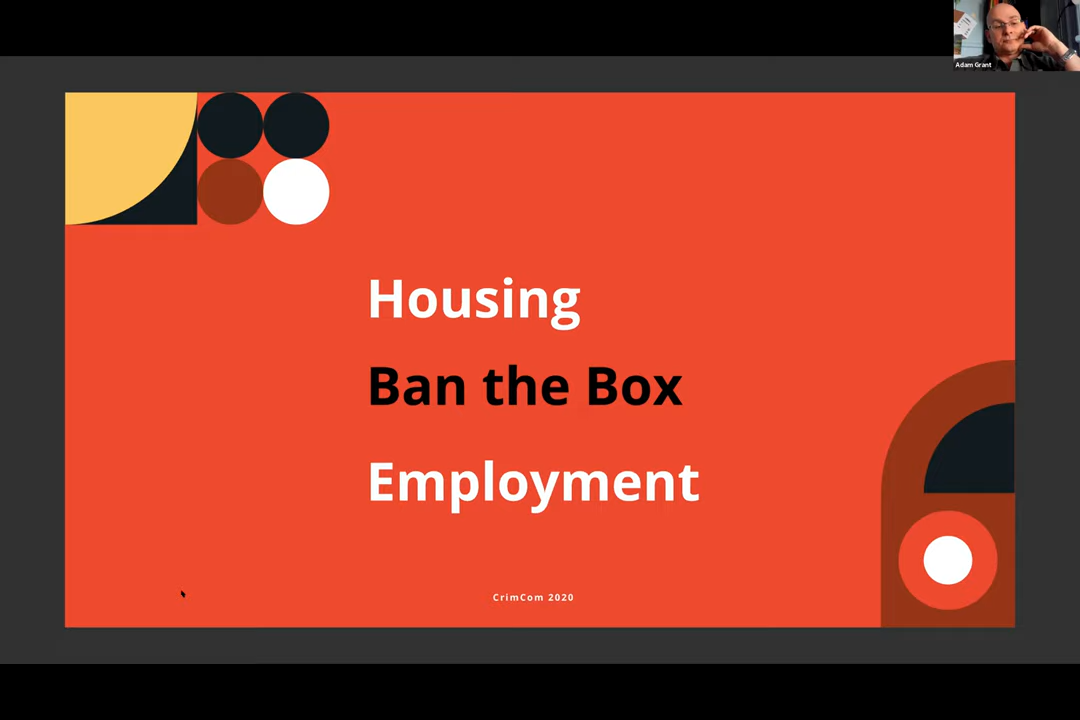 Adam Grant
Housing
Ban the Box
Employment
CrimCom 2020